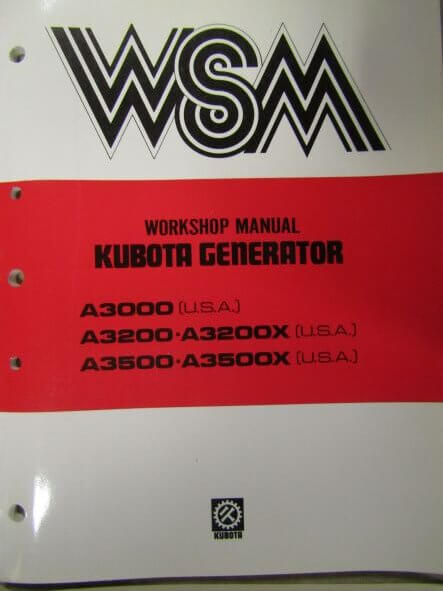 WSM
WORKSHOP MANUAL
KUBOTA GENERATOR
A3000 (U.S.A.)
A3200·A3200X (U.S.A.)
A3500·A3500X (U.S.A.)
KUBOTA